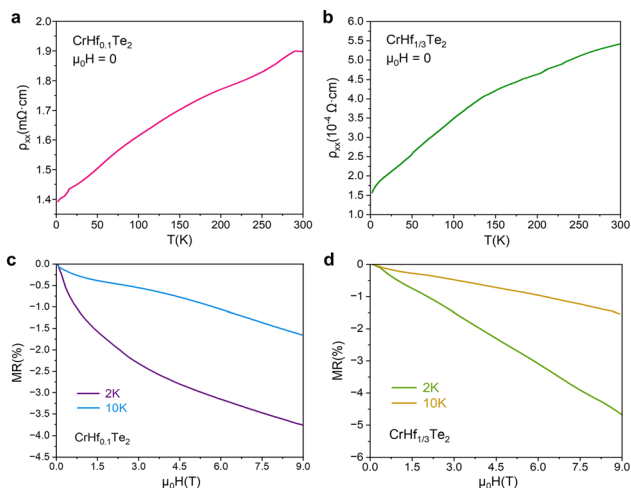 a
CrHf0.1Te2
μ0H = 0
ρxx(mΩ·cm)
2.0
1.9
1.8
1.7
1.6
1.5
1.4
0 50 100 150 200 250 300
T(K)
b
CrHf1/3Te2
μ0H = 0
ρxx(10⁻⁴ Ω·cm)
6.0
5.5
5.0
4.5
4.0
3.5
3.0
2.5
2.0
1.5
1.0
0 50 100 150 200 250 300
T(K)
c
MR(%)
0.0
−0.5
−1.0
−1.5
−2.0
−2.5
−3.0
−3.5
−4.0
−4.5
2K
10K
CrHf0.1Te2
0.0 1.5 3.0 4.5 6.0 7.5 9.0
μ0H(T)
d
MR(%)
0
−1
−2
−3
−4
−5
−6
2K
10K
CrHf1/3Te2
0.0 1.5 3.0 4.5 6.0 7.5 9.0
μ0H(T)